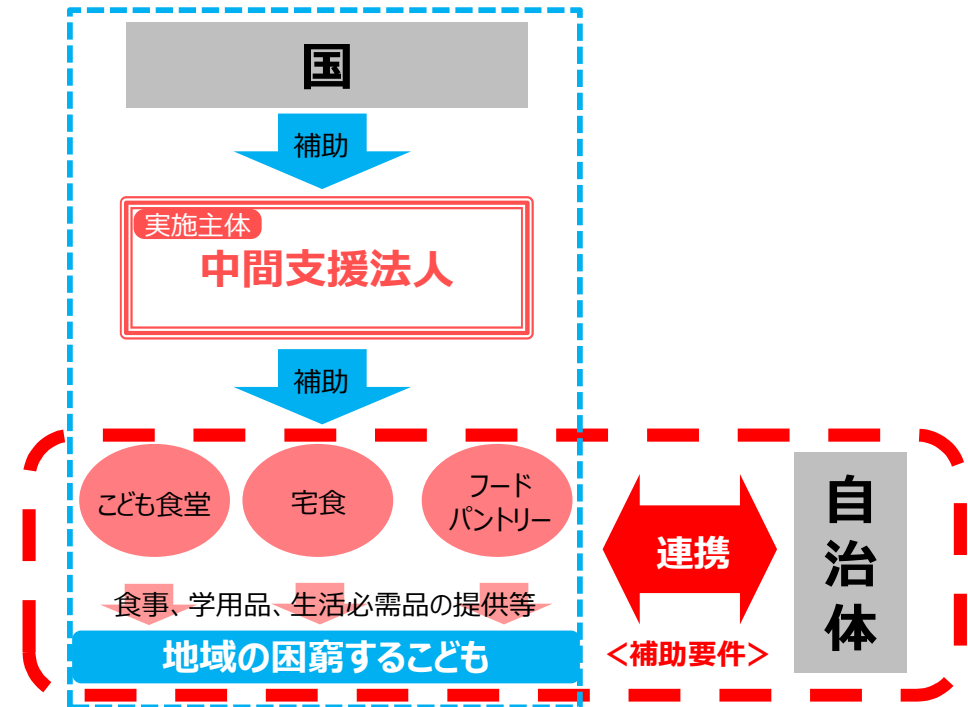 国
補助
実施主体
中間支援法人
補助
こども食堂
宅食
フード
パントリー
連携
自治体
食事、学用品、生活必需品の提供等
地域の困窮するこども
<補助要件>